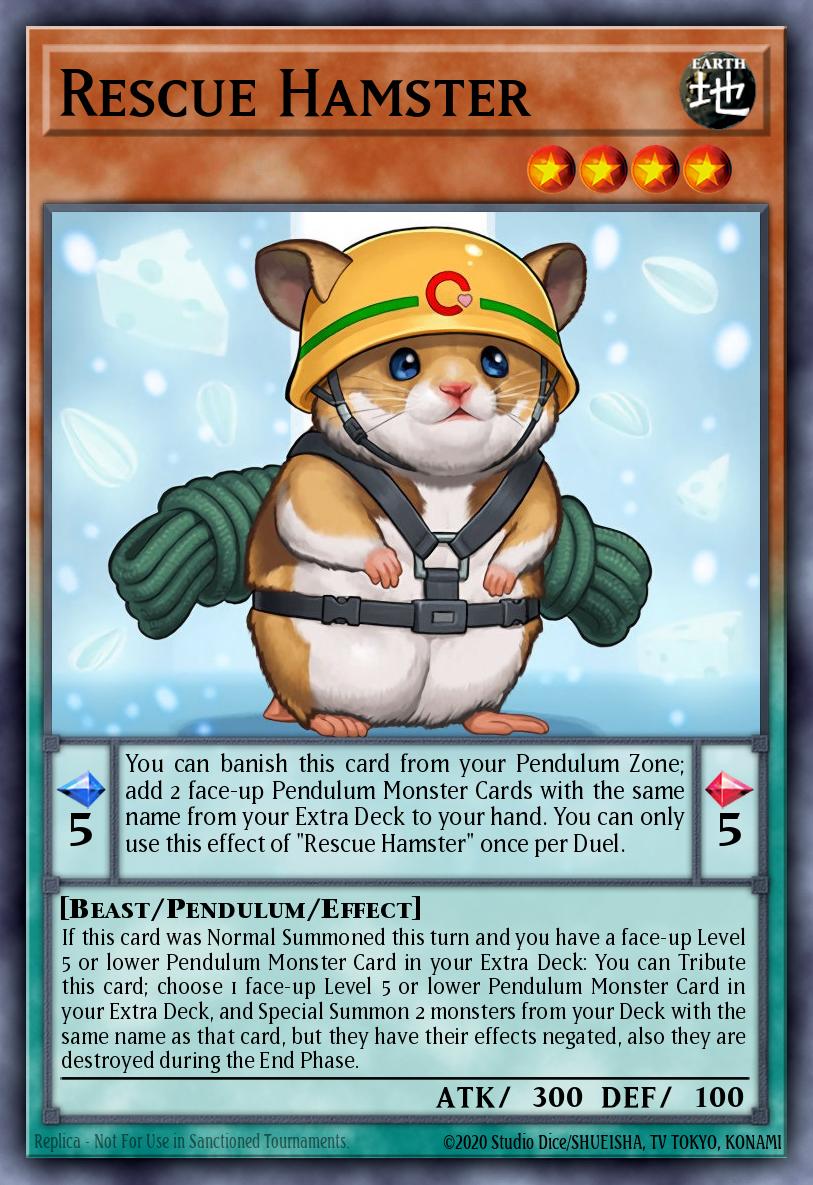 Rescue Hamster
EARTH
地
C
You can banish this card from your Pendulum Zone;
add 2 face-up Pendulum Monster Cards with the same
name from your Extra Deck to your hand. You can only
use this effect of "Rescue Hamster" once per Duel.
5
5
[Beast/Pendulum/Effect]
If this card was Normal Summoned this turn and you have a face-up Level
5 or lower Pendulum Monster Card in your Extra Deck: You can Tribute
this card; choose 1 face-up Level 5 or lower Pendulum Monster Card in
your Extra Deck, and Special Summon 2 monsters from your Deck with the
same name as that card, but they have their effects negated, also they are
destroyed during the End Phase.
ATK/ 300 DEF/ 100
Replica - Not For Use in Sanctioned Tournaments.
©2020 Studio Dice/SHUEISHA, TV TOKYO, KONAMI